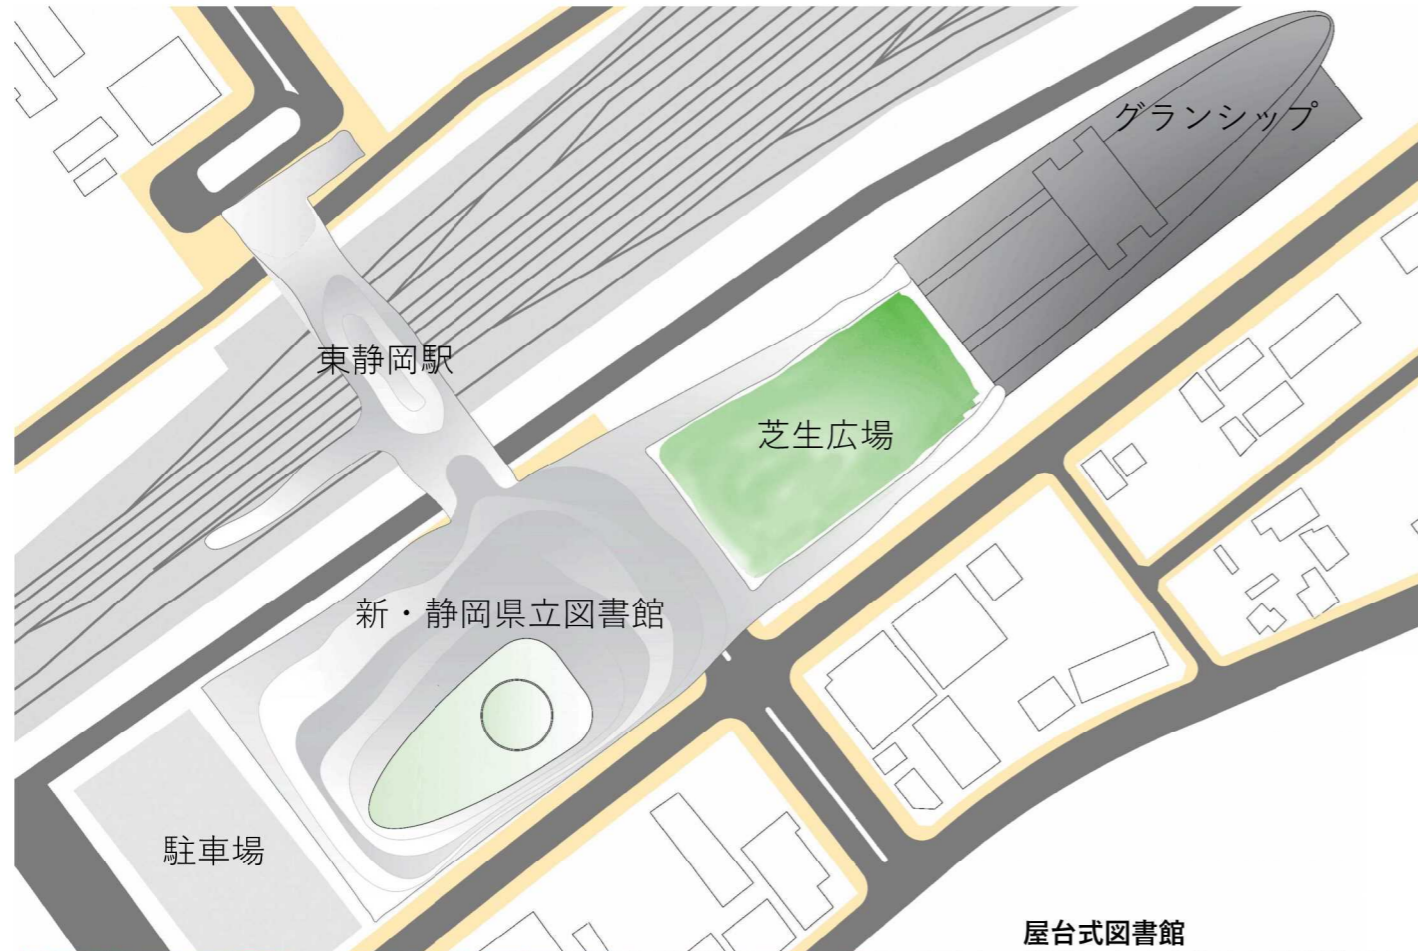 グランシップ
東静岡駅
芝生広場
新・静岡県立図書館
駐車場
屋台式図書館